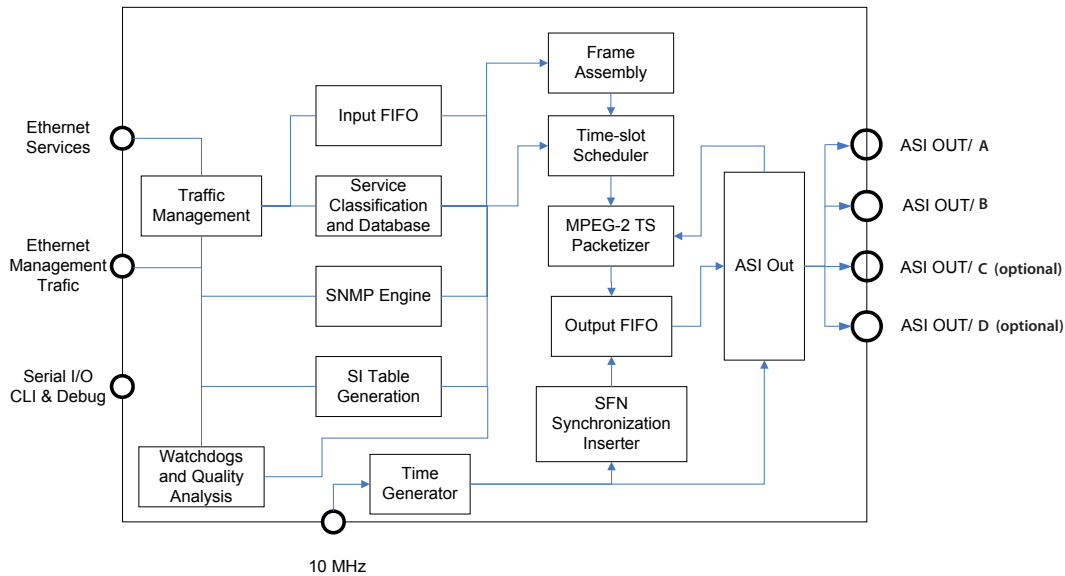 Ethernet
Services
Ethernet
Management
Trafic
Serial I/O
CLI & Debug
Traffic
Management
Watchdogs
and Quality
Analysis
Input FIFO
Service
Classification
and Database
SNMP Engine
SI Table
Generation
Time
Generator
10 MHz
Frame
Assembly
Time-slot
Scheduler
MPEG-2 TS
Packetizer
Output FIFO
SFN
Synchronization
Inserter
ASI Out
ASI OUT/ A
ASI OUT/ B
ASI OUT/ C (optional)
ASI OUT/ D (optional)